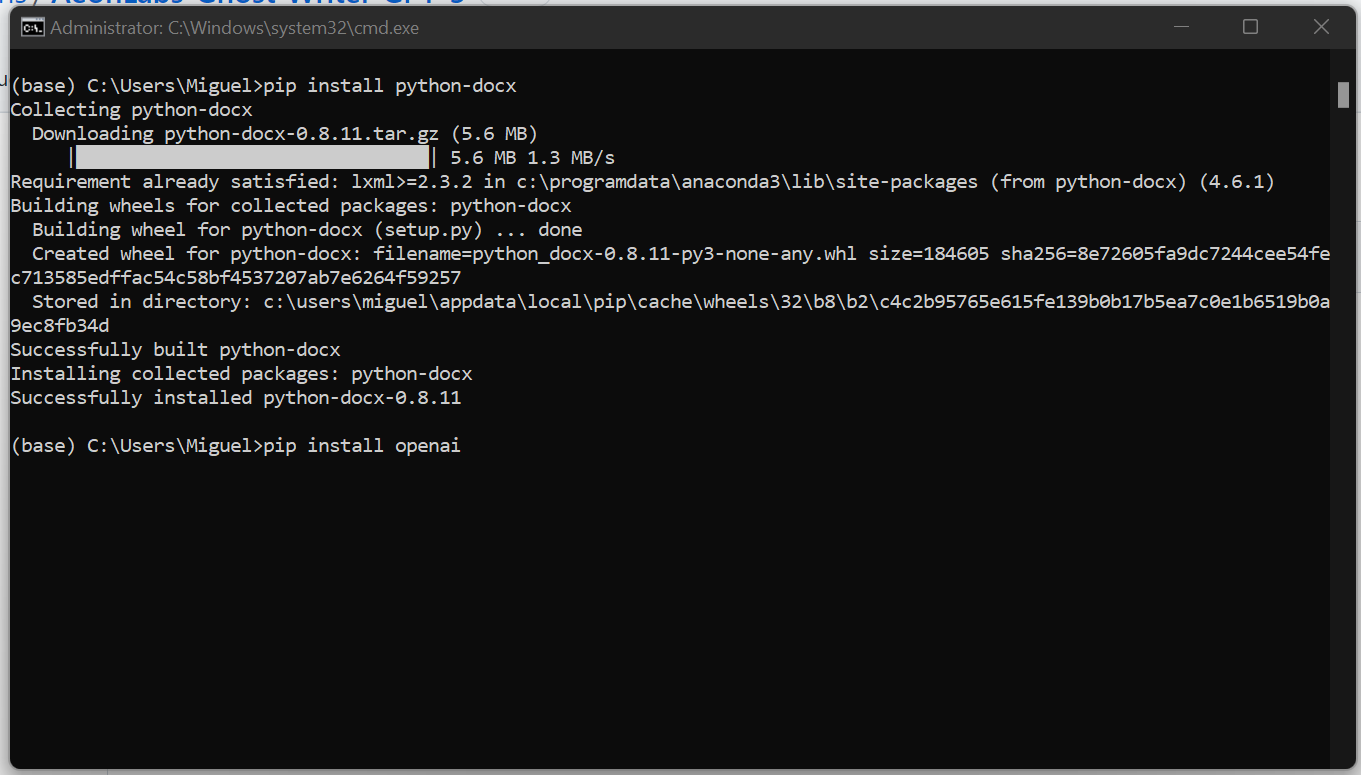 Administrator: C:\Windows\system32\cmd.exe
(base) C:\Users\Miguel>pip install python-docx
Collecting python-docx
  Downloading python-docx-0.8.11.tar.gz (5.6 MB)
     | | 5.6 MB 1.3 MB/s
Requirement already satisfied: lxml>=2.3.2 in c:\programdata\anaconda3\lib\site-packages (from python-docx) (4.6.1)
Building wheels for collected packages: python-docx
  Building wheel for python-docx (setup.py) ... done
  Created wheel for python-docx: filename=python_docx-0.8.11-py3-none-any.whl size=184605 sha256=8e72605fa9dc7244cee54fe
c713585edffac54c58bf4537207ab7e6264f59257
  Stored in directory: c:\users\miguel\appdata\local\pip\cache\wheels\32\b8\b2\c4c2b95765e615fe139b0b17b5ea7c0e1b6519b0a
9ec8fb34d
Successfully built python-docx
Installing collected packages: python-docx
Successfully installed python-docx-0.8.11
(base) C:\Users\Miguel>pip install openai